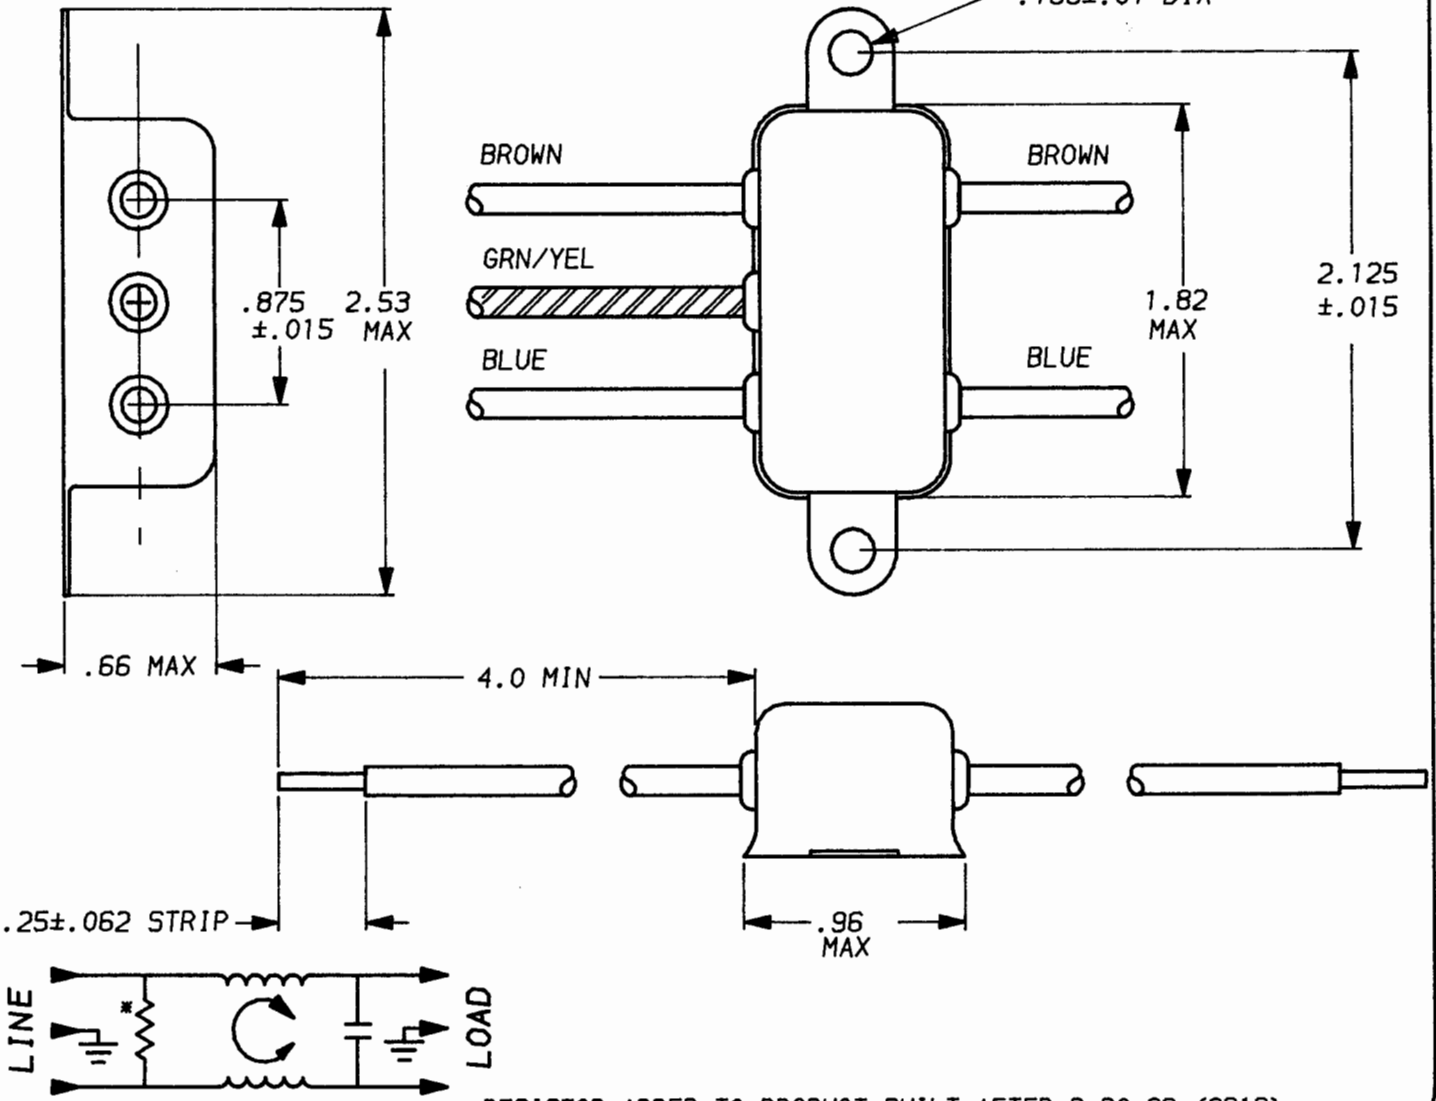 BROWN
BROWN
GRN/YEL
.875
±.015
2.53
MAX
1.82
MAX
2.125
±.015
BLUE
BLUE
.66 MAX
4.0 MIN
.25±.062 STRIP
.96
MAX
LINE
*
LOAD